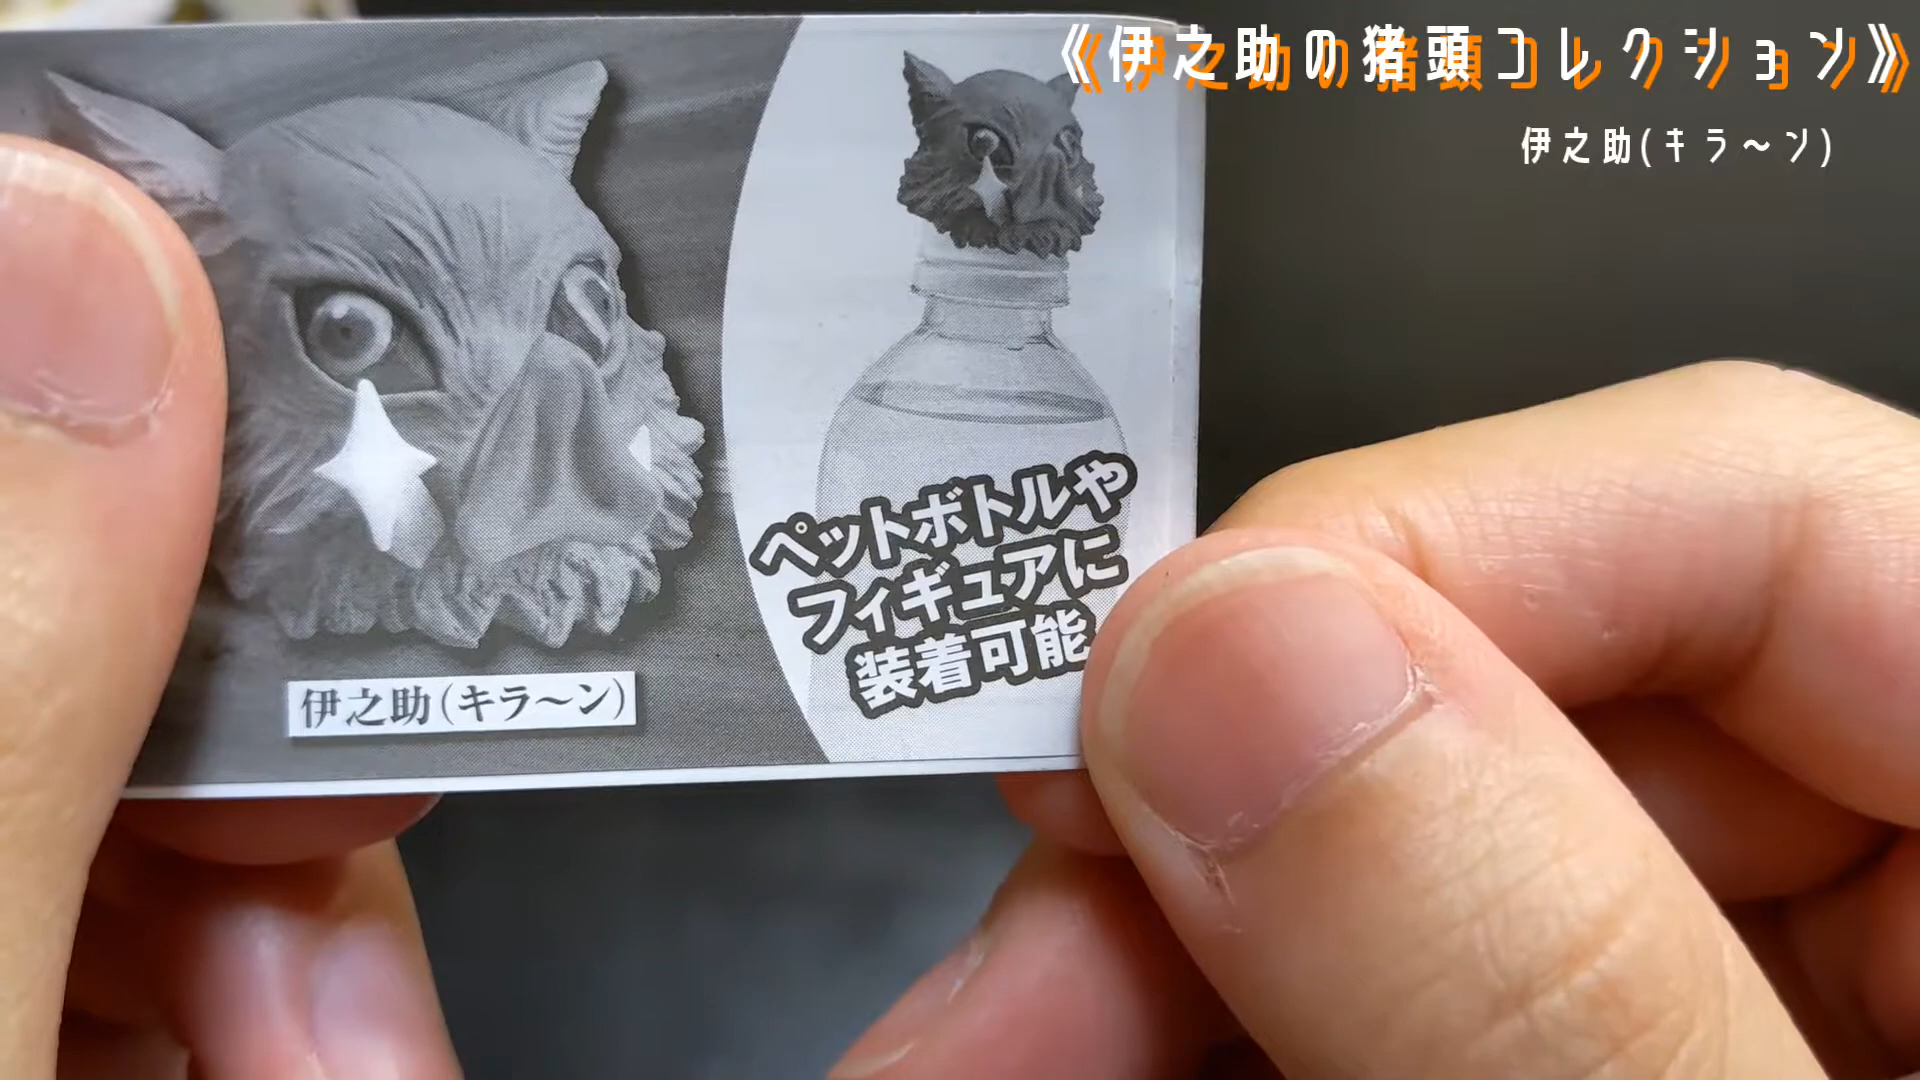 《伊之助の猪頭コレクション》
伊之助(キラ～ン)
ペットボトルや
フィギュアに
装着可能
伊之助(キラ～ン)